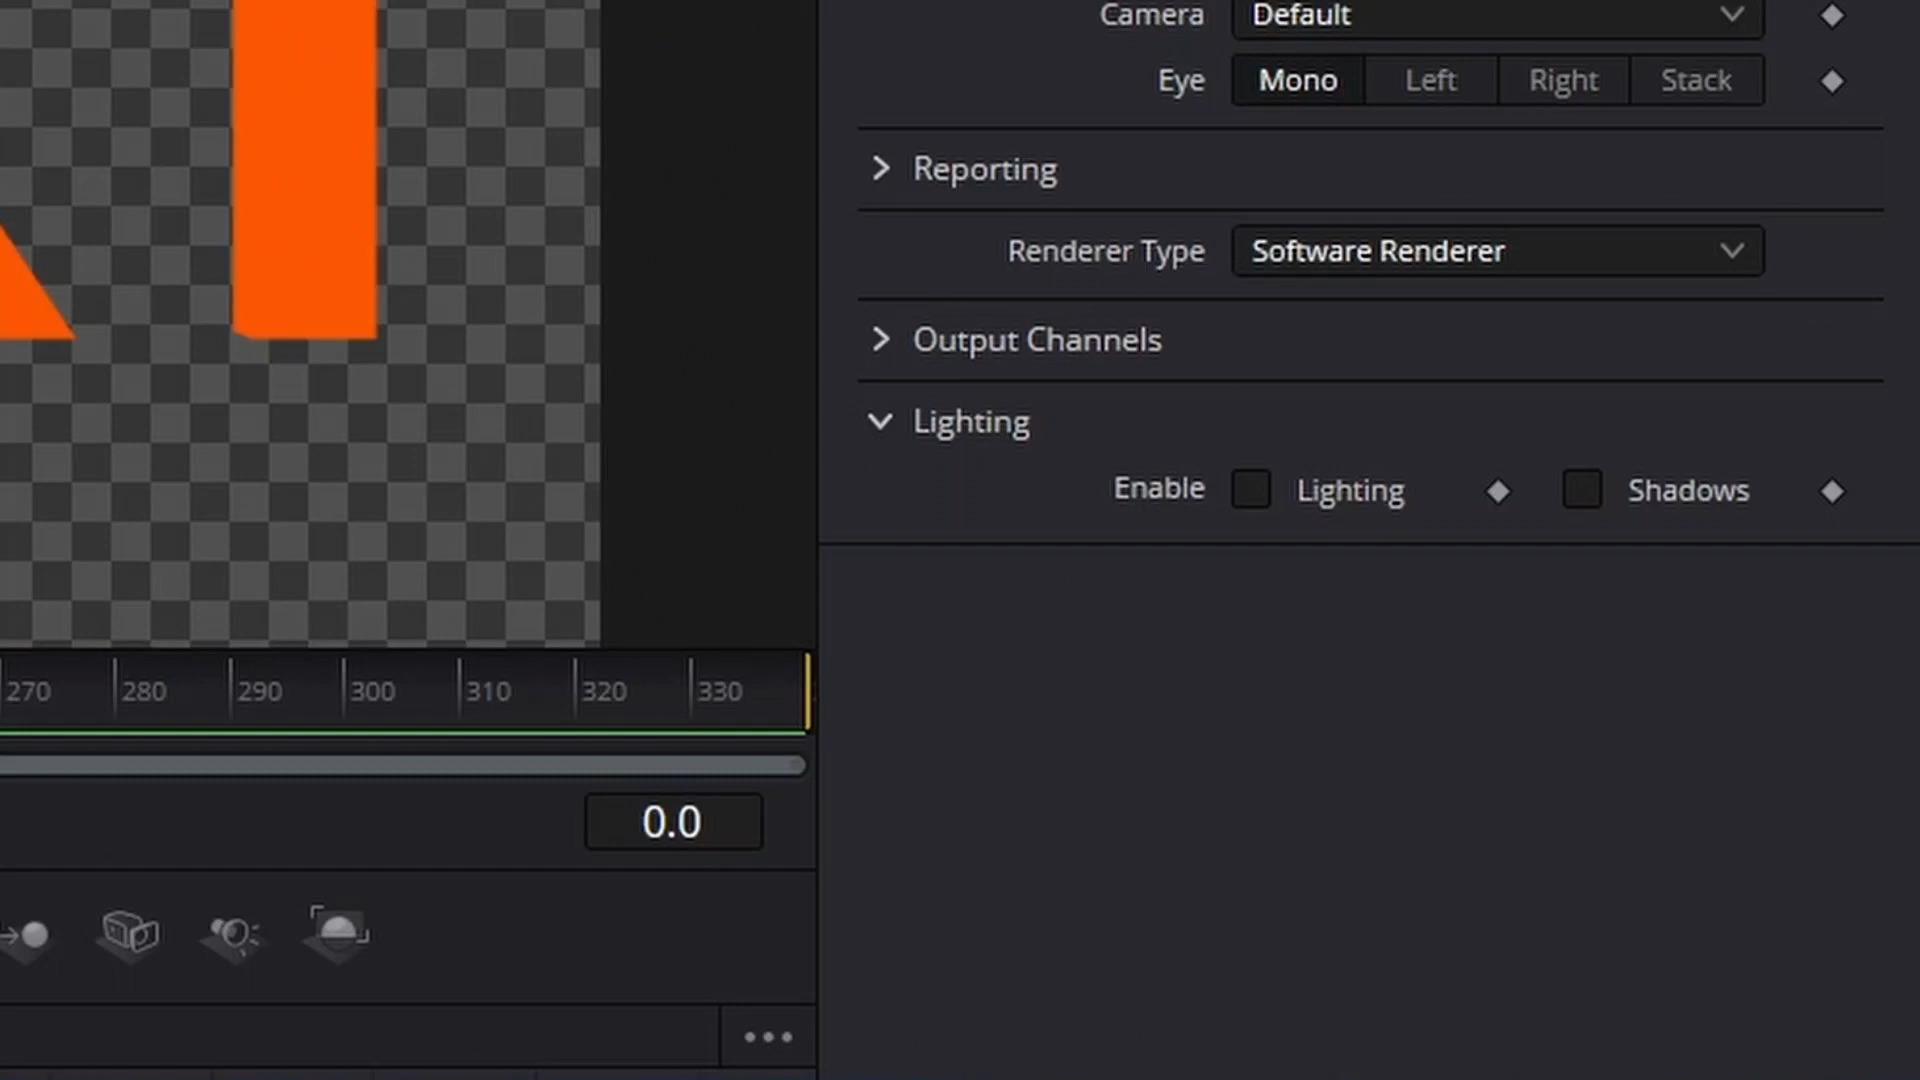 Camera Default
Eye Mono Left Right Stack
Reporting
Renderer Type Software Renderer
Output Channels
Lighting
Enable Lighting Shadows
270 280 290 300 310 320 330
0.0